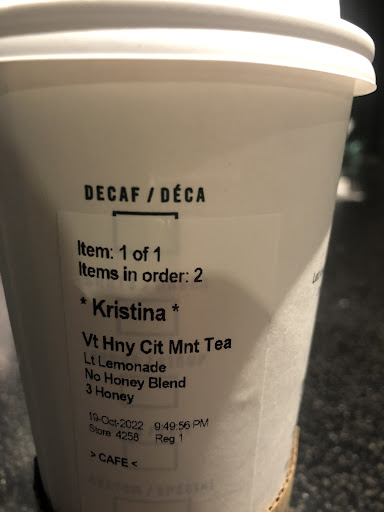 DECAF / DÉCA
Item: 1 of 1
Items in order: 2
* Kristina *
Vt Hny Cit Mnt Tea
Lt Lemonade
No Honey Blend
3 Honey
19-Oct-2022 9:49:56 PM
Store 4258 Reg 1
> CAFE <